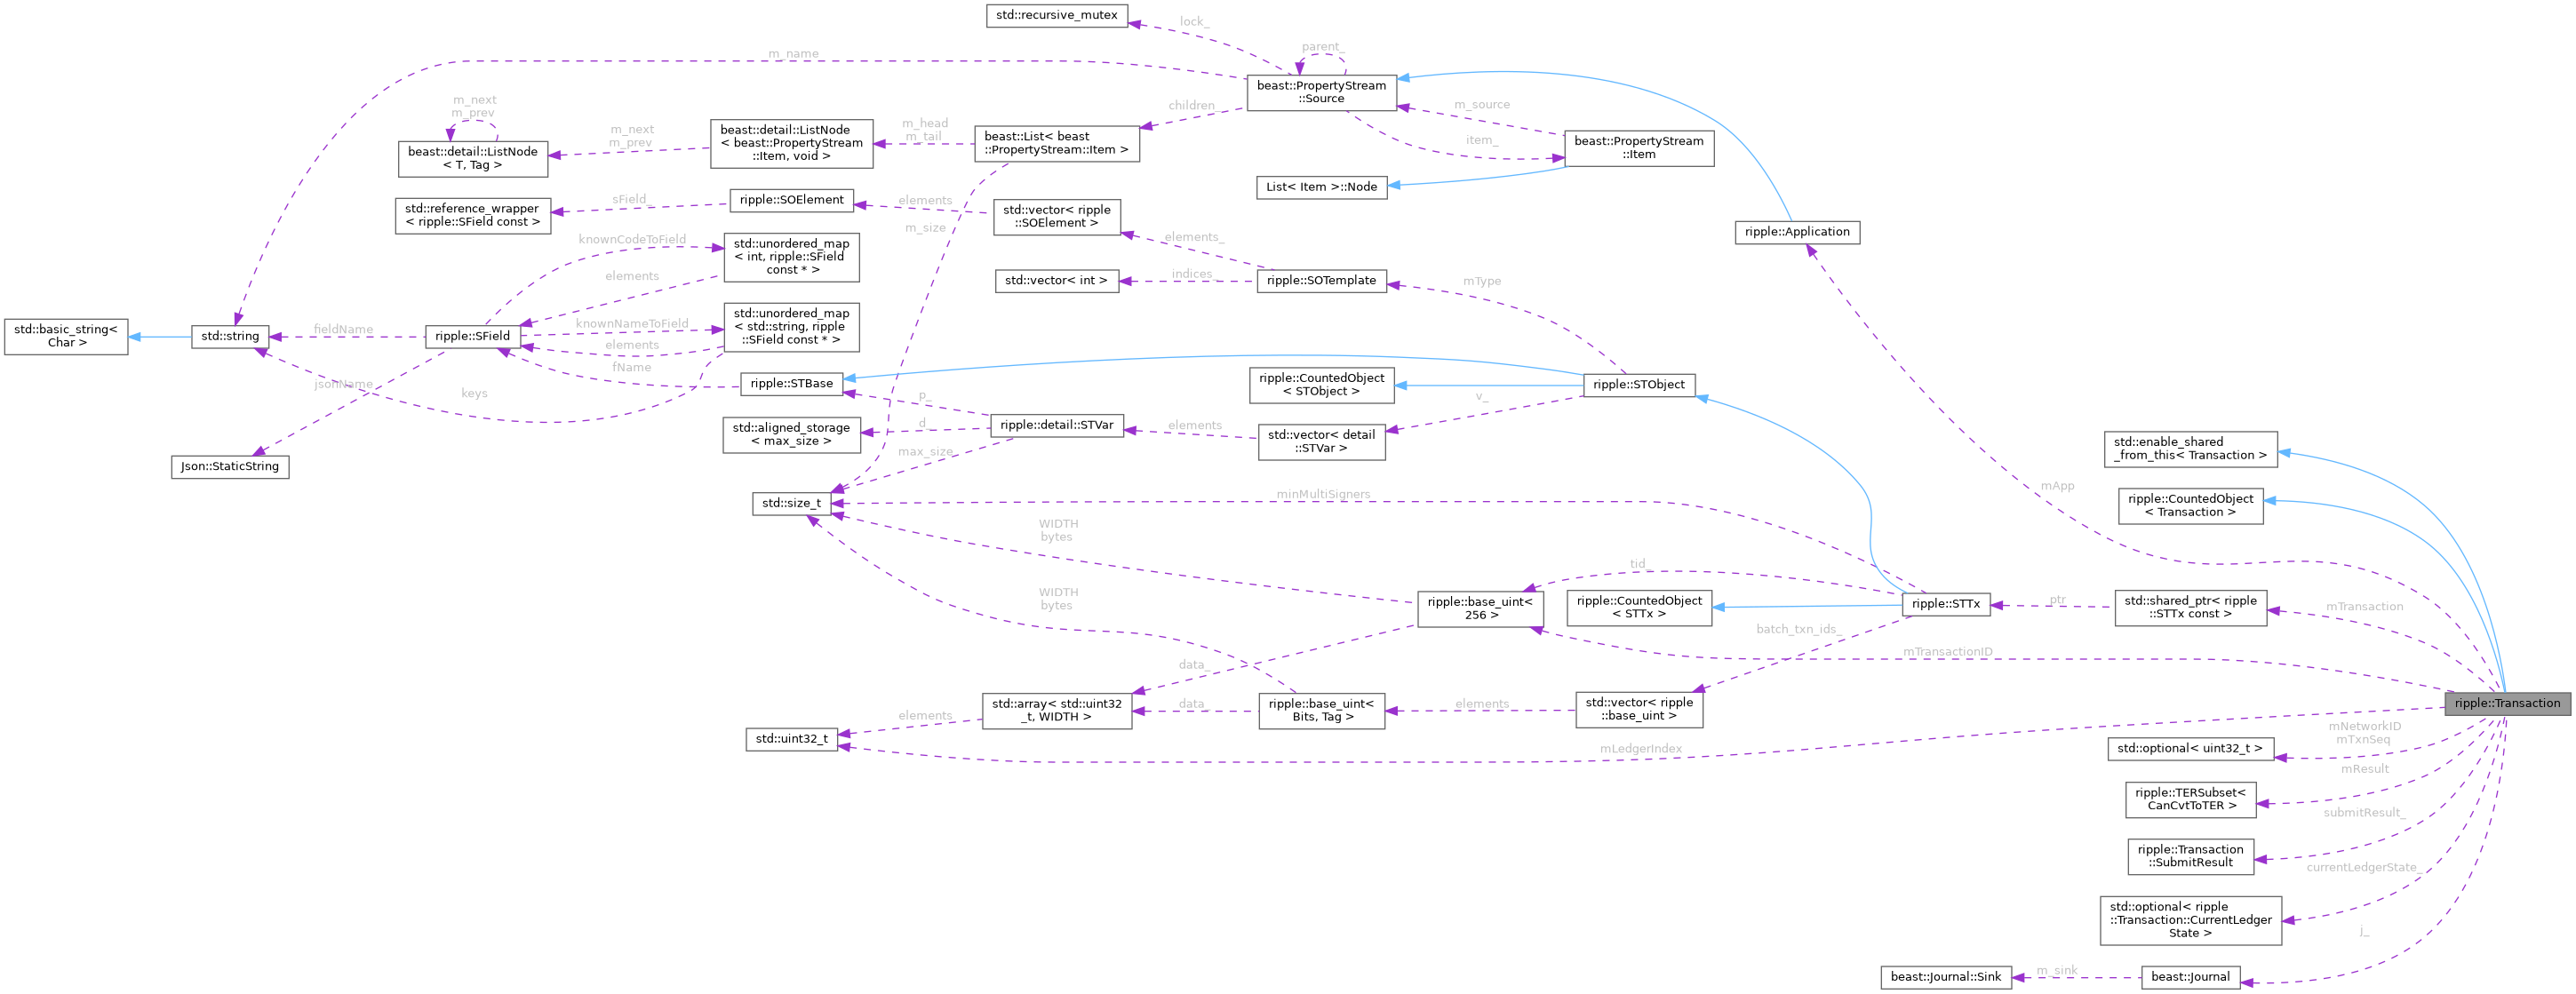 std::recursive_mutex
lock_
parent_
m_name
beast::PropertyStream
::Source
m_next
m_prev
children_
m_source
m_next
m_prev
beast::detail::ListNode
< beast::PropertyStream
::Item, void >
m_head
m_tail
beast::List< beast
::PropertyStream::Item >
item_
beast::PropertyStream
::Item
beast::detail::ListNode
< T, Tag >
List< Item >::Node
std::reference_wrapper
< ripple::SField const >
sField_
ripple::SOElement
elements
std::vector< ripple
::SOElement >
m_size
elements_
ripple::Application
knownCodeToField
std::unordered_map
< int, ripple::SField
const * >
elements
std::vector< int >
indices_
ripple::SOTemplate
mType
std::basic_string<
Char >
std::string
fieldName
ripple::SField
knownNameToField
std::unordered_map
< std::string, ripple
::SField const * >
elements
fName
jsonName
keys
ripple::STBase
ripple::CountedObject
< STObject >
ripple::STObject
p_
v_
std::aligned_storage
< max_size >
d_
ripple::detail::STVar
elements
std::vector< detail
::STVar >
max_size
Json::StaticString
std::enable_shared
_from_this< Transaction >
mApp
std::size_t
minMultiSigners
ripple::CountedObject
< Transaction >
WIDTH
bytes
tid_
WIDTH
bytes
ripple::base_uint<
256 >
ripple::CountedObject
< STTx >
ripple::STTx
ptr
std::shared_ptr< ripple
::STTx const >
mTransaction
batch_txn_ids_
mTransactionID
data_
std::array< std::uint32
_t, WIDTH >
data_
ripple::base_uint<
Bits, Tag >
elements
std::vector< ripple
::base_uint >
ripple::Transaction
elements
std::uint32_t
mLedgerIndex
std::optional< uint32_t >
mNetworkID
mTxnSeq
mResult
ripple::TERSubset<
CanCvtToTER >
submitResult_
ripple::Transaction
::SubmitResult
currentLedgerState_
std::optional< ripple
::Transaction::CurrentLedger
State >
j_
beast::Journal::Sink
m_sink
beast::Journal